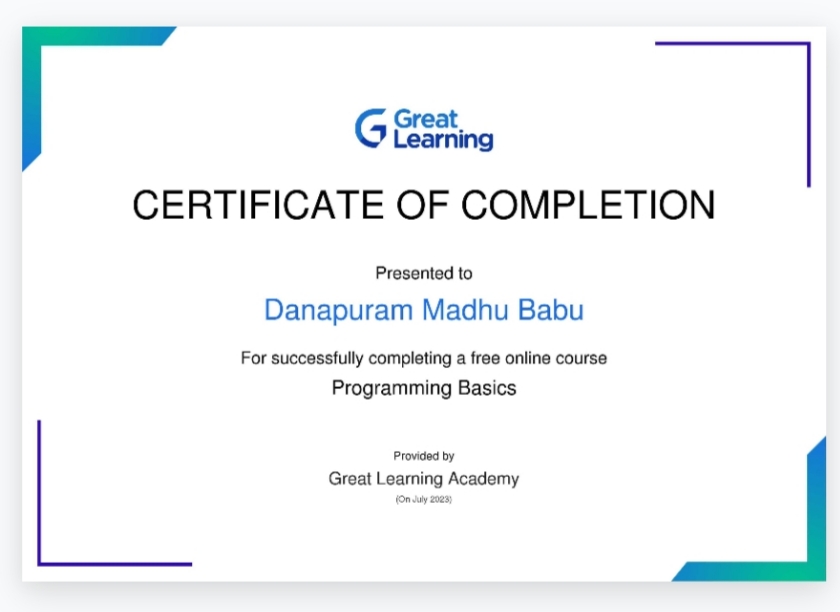 Great
Learning
CERTIFICATE OF COMPLETION
Presented to
Danapuram Madhu Babu
For successfully completing a free online course
Programming Basics
Provided by
Great Learning Academy
(On July 2023)